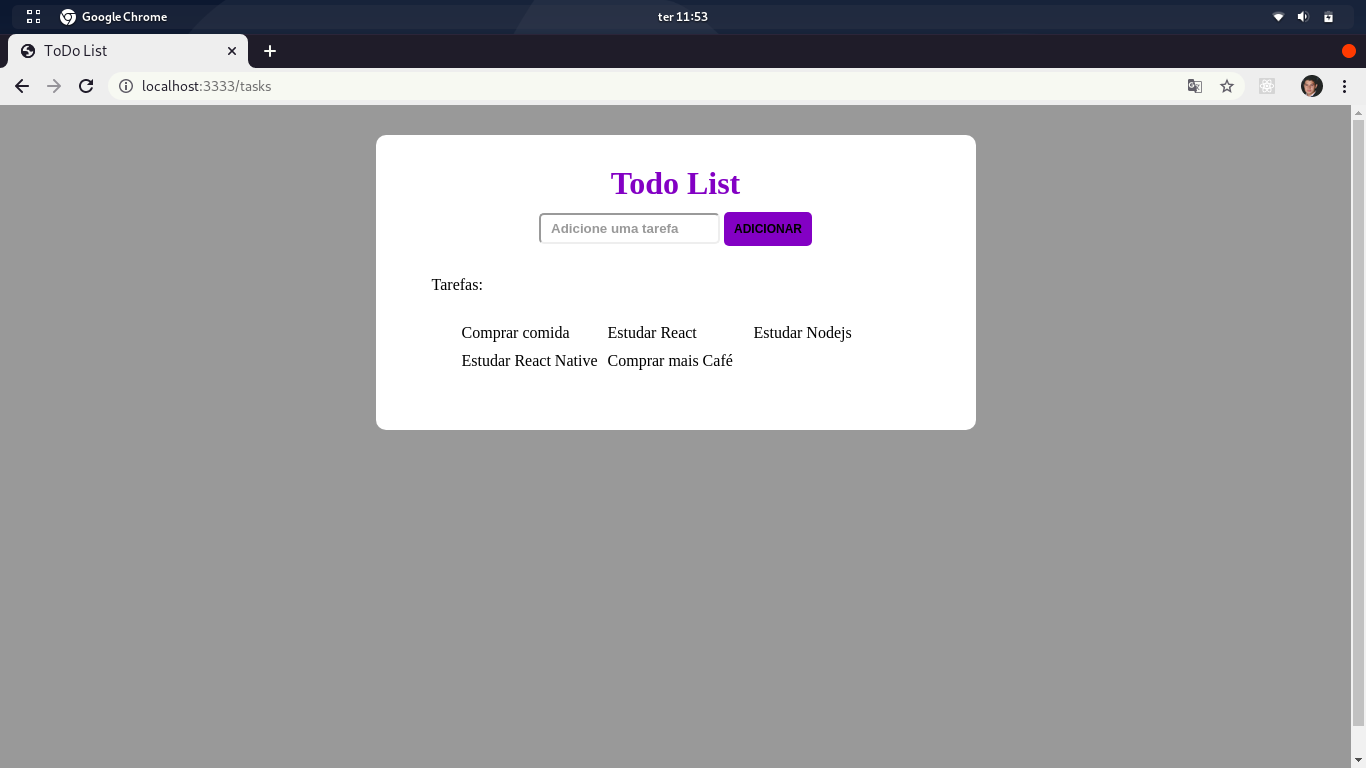 Google Chrome ter 11:53
ToDo List
localhost:3333/tasks
Todo List
Adicione uma tarefa ADICIONAR
Tarefas:
Comprar comida Estudar React Estudar Nodejs
Estudar React Native Comprar mais Café